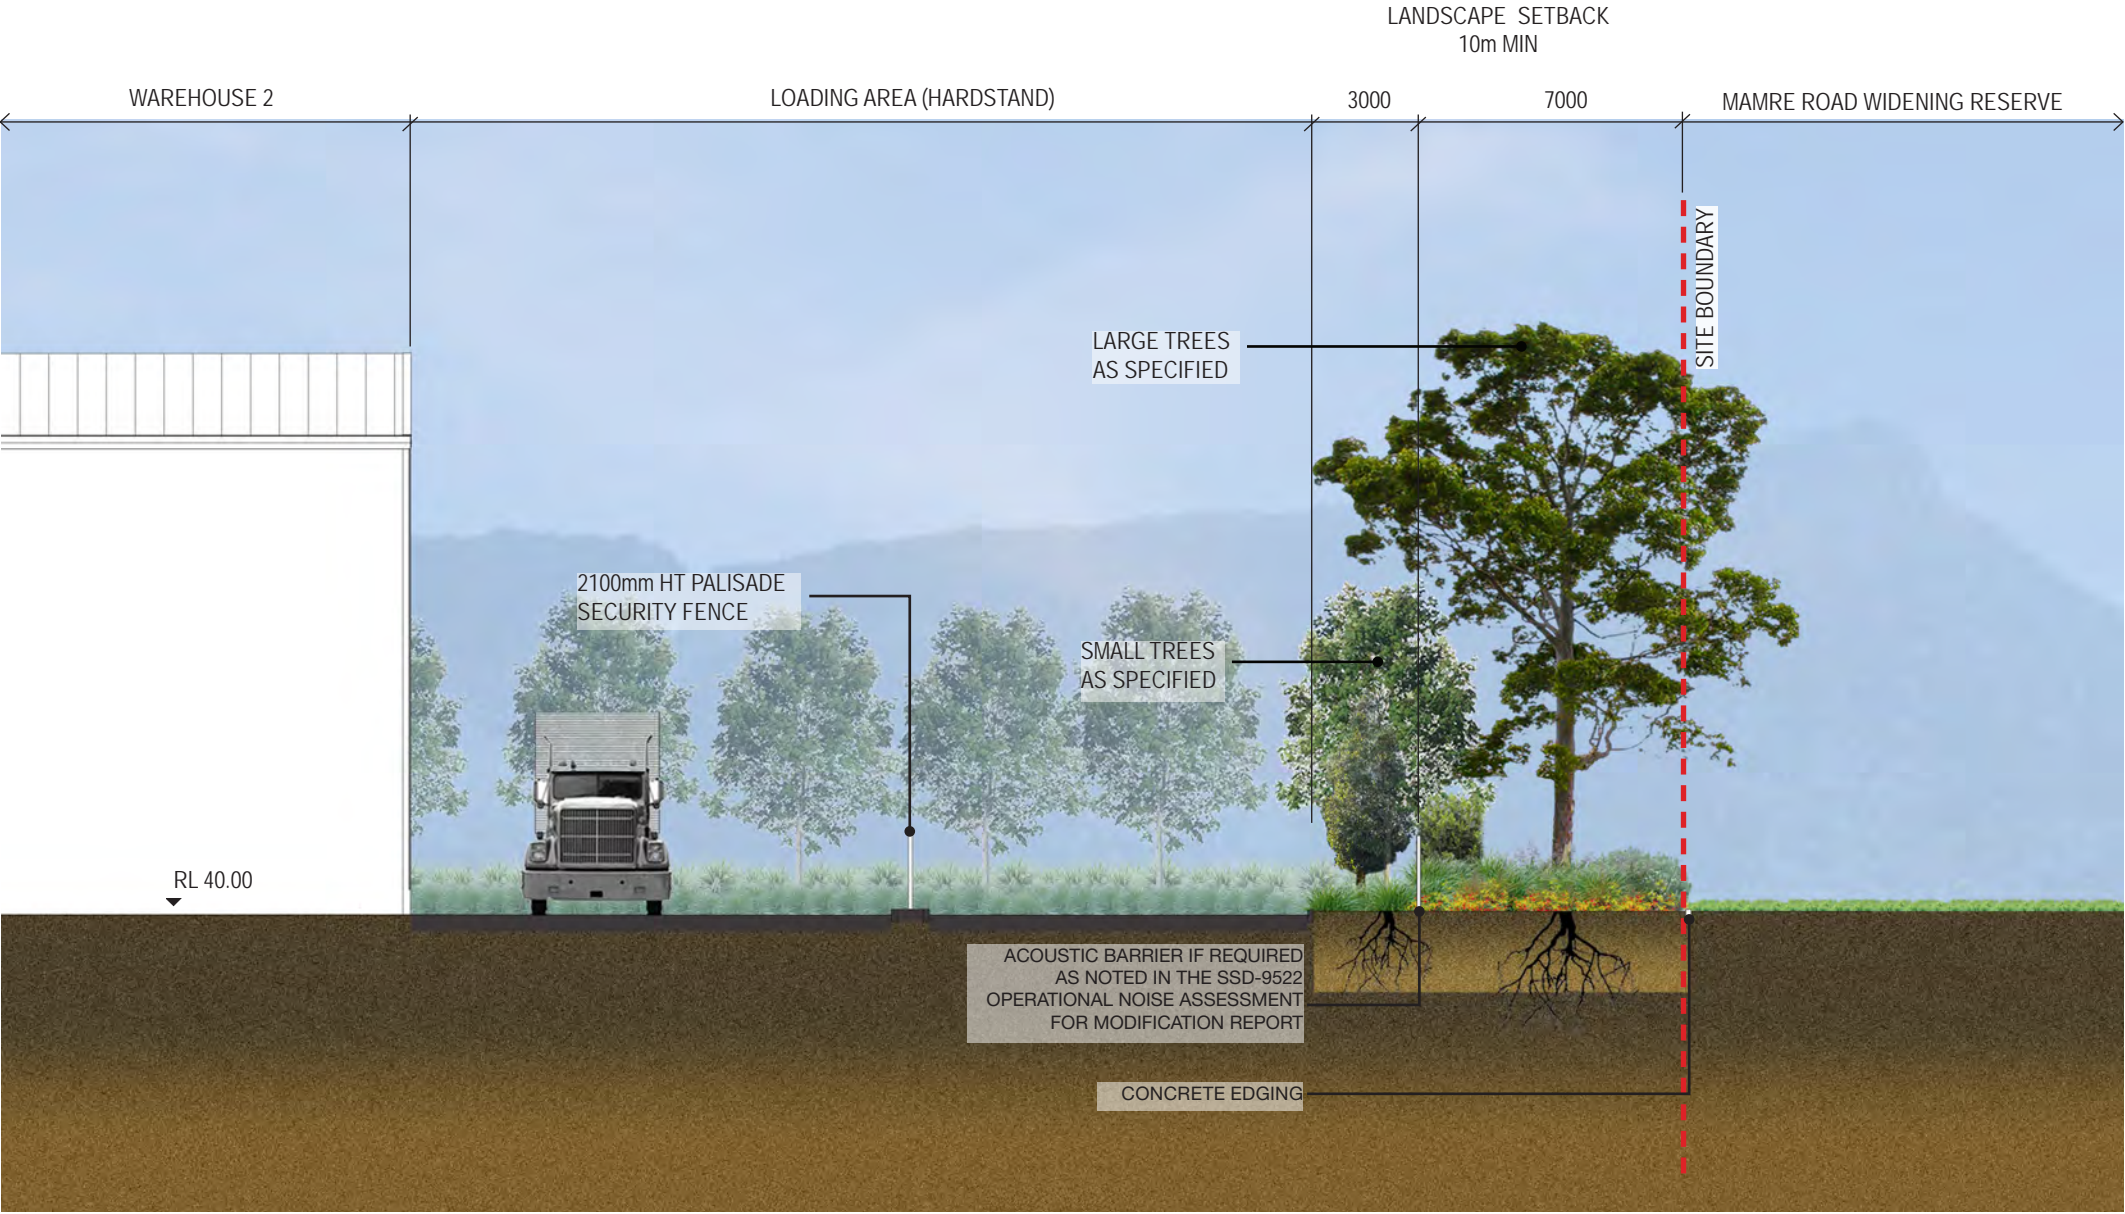 LANDSCAPE SETBACK
10m MIN
WAREHOUSE 2
LOADING AREA (HARDSTAND)
3000
7000
MAMRE ROAD WIDENING RESERVE
SITE BOUNDARY
LARGE TREES
AS SPECIFIED
2100mm HT PALISADE
SECURITY FENCE
SMALL TREES
AS SPECIFIED
RL 40.00
ACOUSTIC BARRIER IF REQUIRED
AS NOTED IN THE SSD-9522
OPERATIONAL NOISE ASSESSMENT
FOR MODIFICATION REPORT
CONCRETE EDGING